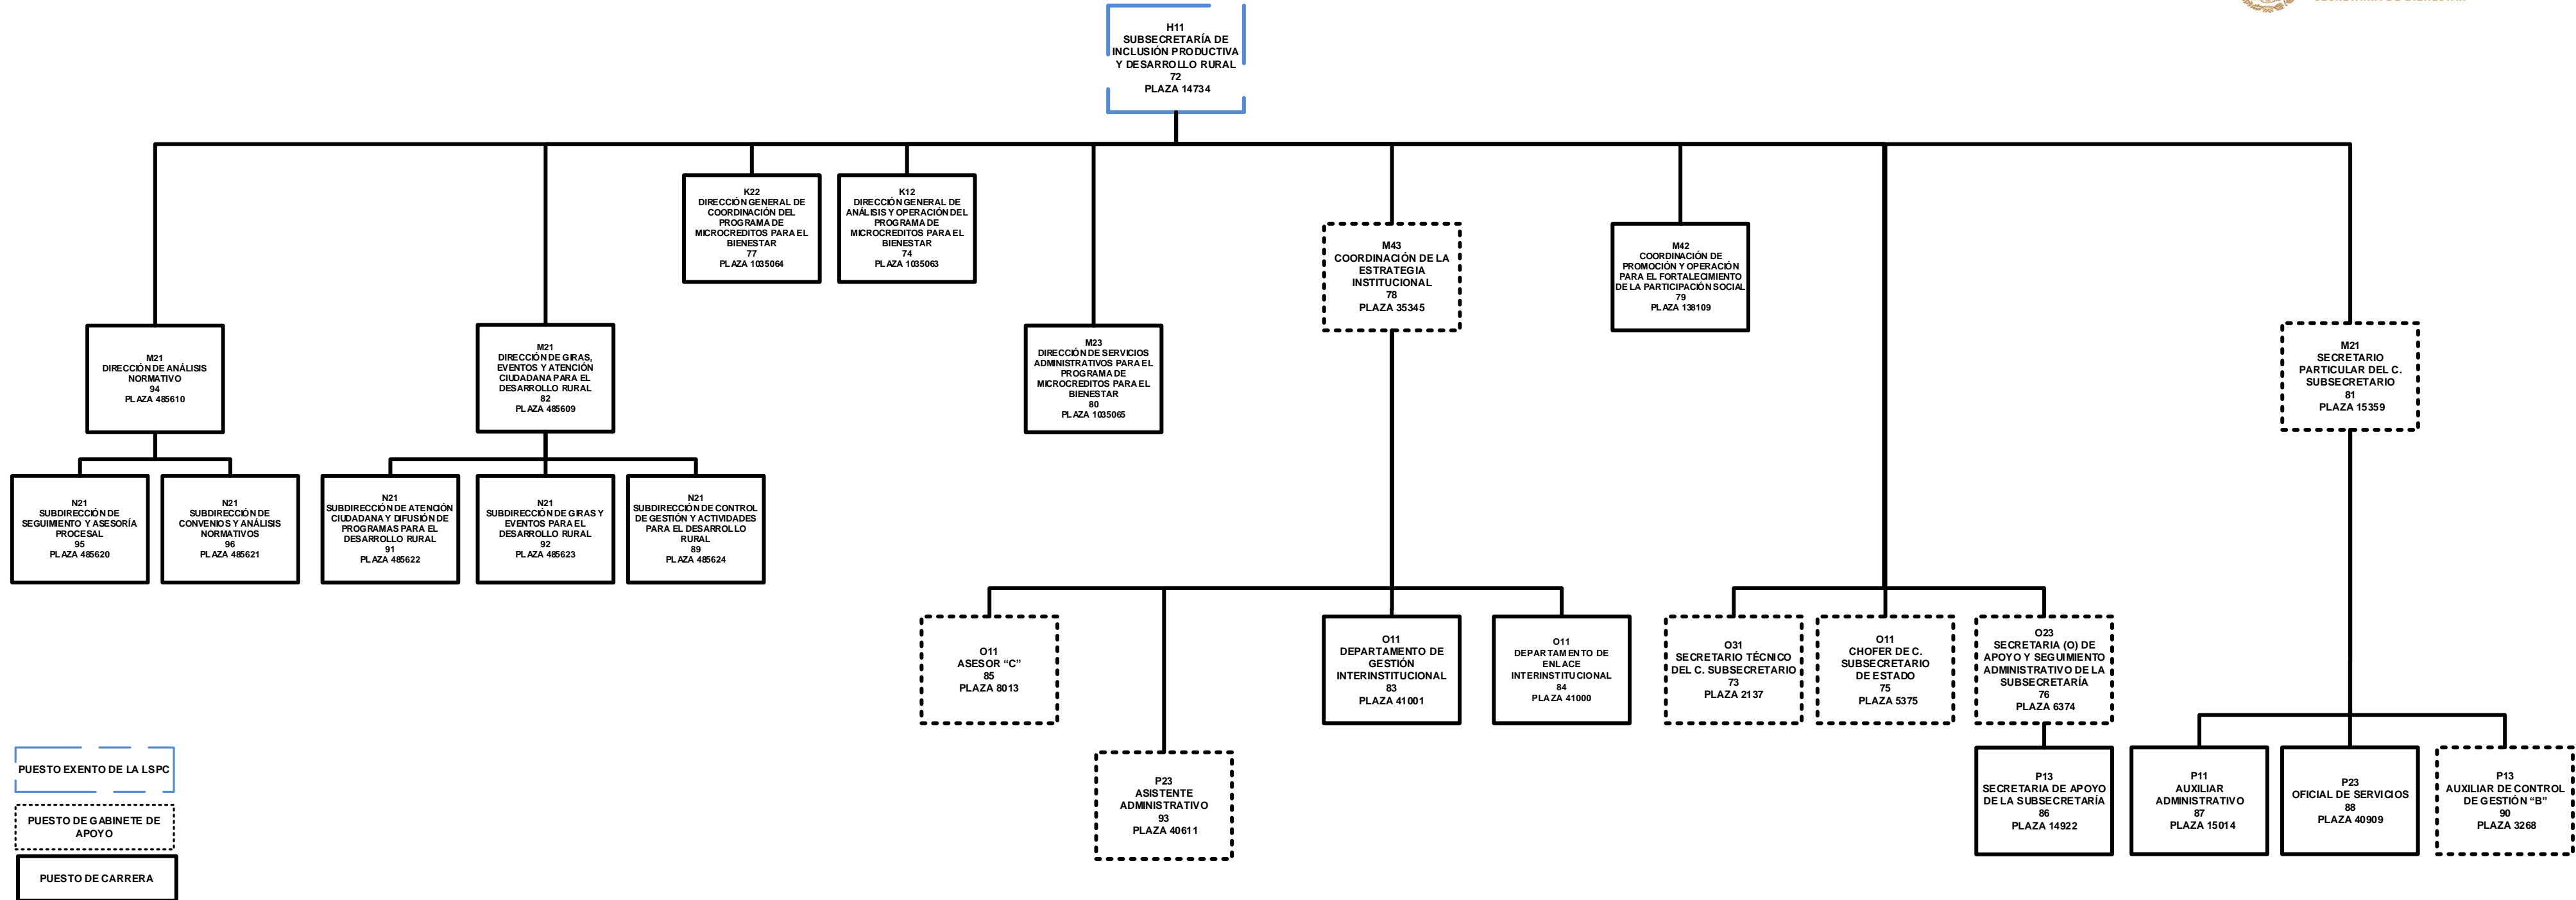 H11
SUBSECRETARÍA DE
INCLUSIÓN PRODUCTIVA
Y DESARROLLO RURAL
72
PLAZA 14734
K22
DIRECCIÓN GENERAL DE
COORDINACIÓN DEL
PROGRAMA DE
MICROCREDITOS PARA EL
BIENESTAR
77
PLAZA 1035064
K12
DIRECCIÓN GENERAL DE
ANÁLISIS Y OPERACIÓN DEL
PROGRAMA DE
MICROCREDITOS PARA EL
BIENESTAR
74
PLAZA 1035063
M43
COORDINACIÓN DE LA
ESTRATEGIA
INSTITUCIONAL
78
PLAZA 35345
M42
COORDINACIÓN DE
PROMOCIÓN Y OPERACIÓN
PARA EL FORTALECIMIENTO
DE LA PARTICIPACIÓN SOCIAL
79
PLAZA 138109
M21
DIRECCIÓN DE ANÁLISIS
NORMATIVO
94
PLAZA 485610
M21
DIRECCIÓN DE GIRAS,
EVENTOS Y ATENCIÓN
CIUDADANA PARA EL
DESARROLLO RURAL
82
PLAZA 485609
M23
DIRECCIÓN DE SERVICIOS
ADMINISTRATIVOS PARA EL
PROGRAMA DE
MICROCREDITOS PARA EL
BIENESTAR
80
PLAZA 1035065
M21
SECRETARIO
PARTICULAR DEL C.
SUBSECRETARIO
81
PLAZA 15359
N21
SUBDIRECCIÓN DE
SEGUIMIENTO Y ASESORÍA
PROCESAL
95
PLAZA 485620
N21
SUBDIRECCIÓN DE
CONVENIOS Y ANÁLISIS
NORMATIVOS
96
PLAZA 485621
N21
SUBDIRECCIÓN DE ATENCIÓN
CIUDADANA Y DIFUSIÓN DE
PROGRAMAS PARA EL
DESARROLLO RURAL
91
PLAZA 485622
N21
SUBDIRECCIÓN DE GIRAS Y
EVENTOS PARA EL
DESARROLLO RURAL
92
PLAZA 485623
N21
SUBDIRECCIÓN DE CONTROL
DE GESTIÓN Y ACTIVIDADES
PARA EL DESARROLLO
RURAL
89
PLAZA 485624
O11
ASESOR “C”
85
PLAZA 8013
O11
DEPARTAMENTO DE
GESTIÓN
INTERINSTITUCIONAL
83
PLAZA 41001
O11
DEPARTAMENTO DE
ENLACE
INTERINSTITUCIONAL
84
PLAZA 41000
O31
SECRETARIO TÉCNICO
DEL C. SUBSECRETARIO
73
PLAZA 2137
O11
CHOFER DE C.
SUBSECRETARIO
DE ESTADO
75
PLAZA 5375
O23
SECRETARIA (O) DE
APOYO Y SEGUIMIENTO
ADMINISTRATIVO DE LA
SUBSECRETARÍA
76
PLAZA 6374
P23
ASISTENTE
ADMINISTRATIVO
93
PLAZA 40611
P13
SECRETARIA DE APOYO
DE LA SUBSECRETARÍA
86
PLAZA 14922
P11
AUXILIAR
ADMINISTRATIVO
87
PLAZA 15014
P23
OFICIAL DE SERVICIOS
88
PLAZA 40909
P13
AUXILIAR DE CONTROL
DE GESTIÓN “B”
90
PLAZA 3268
PUESTO EXENTO DE LA LSPC
PUESTO DE GABINETE DE
APOYO
PUESTO DE CARRERA